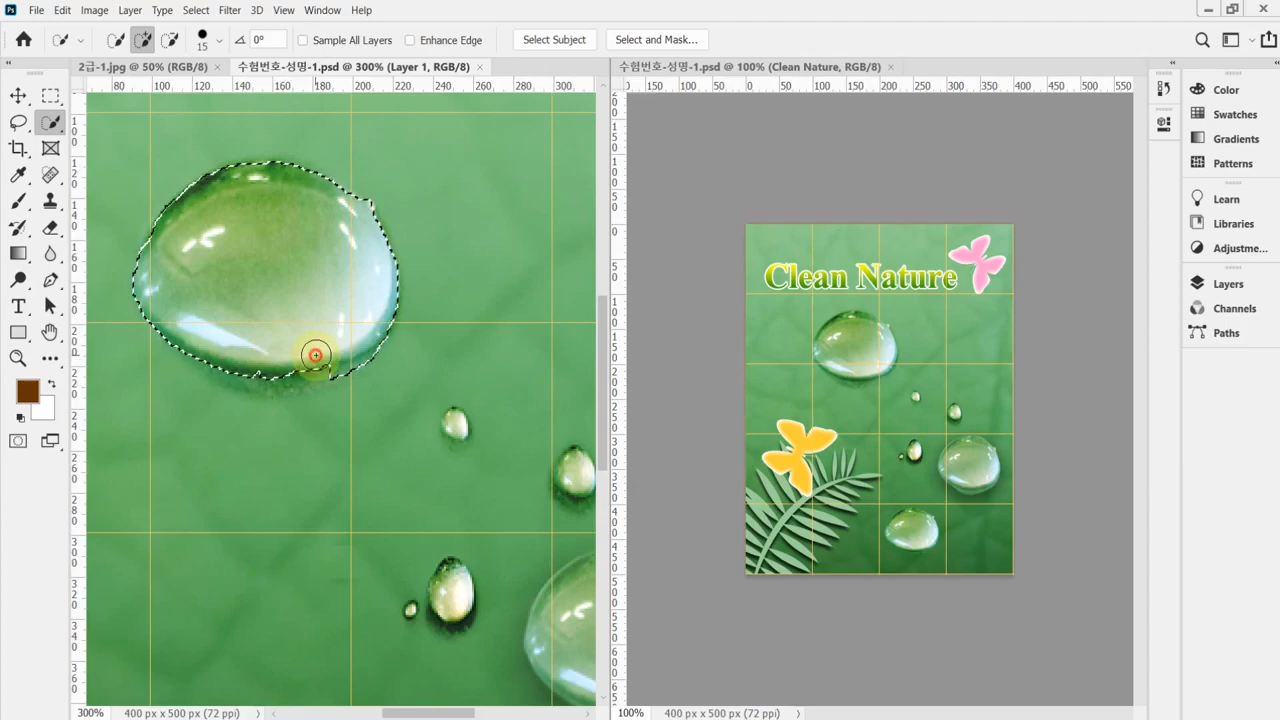 Ps File Edit Image Layer Type Select Filter 3D View Window Help
15 0° Sample All Layers Enhance Edge Select Subject Select and Mask...
2급-1.jpg @ 50% (RGB/8) × 수험번호-성명-1.psd @ 300% (Layer 1, RGB/8) × 수험번호-성명-1.psd @ 100% (Clean Nature, RGB/8) ×
80 100 120 140 160 180 200 220 240 260 280 300
0 150 100 50 0 50 100 150 200 250 300 350 400 450 500 550
Color
Swatches
Gradients
Patterns
Learn
Libraries
Adjustme...
Layers
Channels
Paths
Clean Nature
300% 400 px x 500 px (72 ppi)
100% 400 px x 500 px (72 ppi)